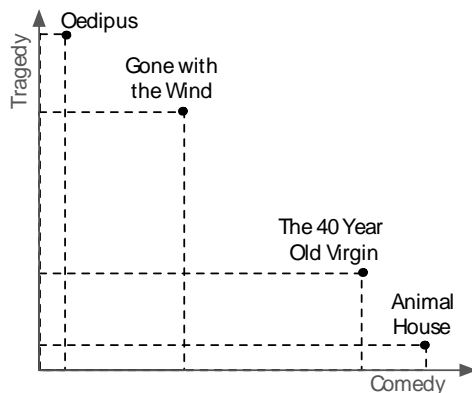 Oedipus
Tragedy
Gone with
the Wind
The 40 Year
Old Virgin
Animal
House
Comedy